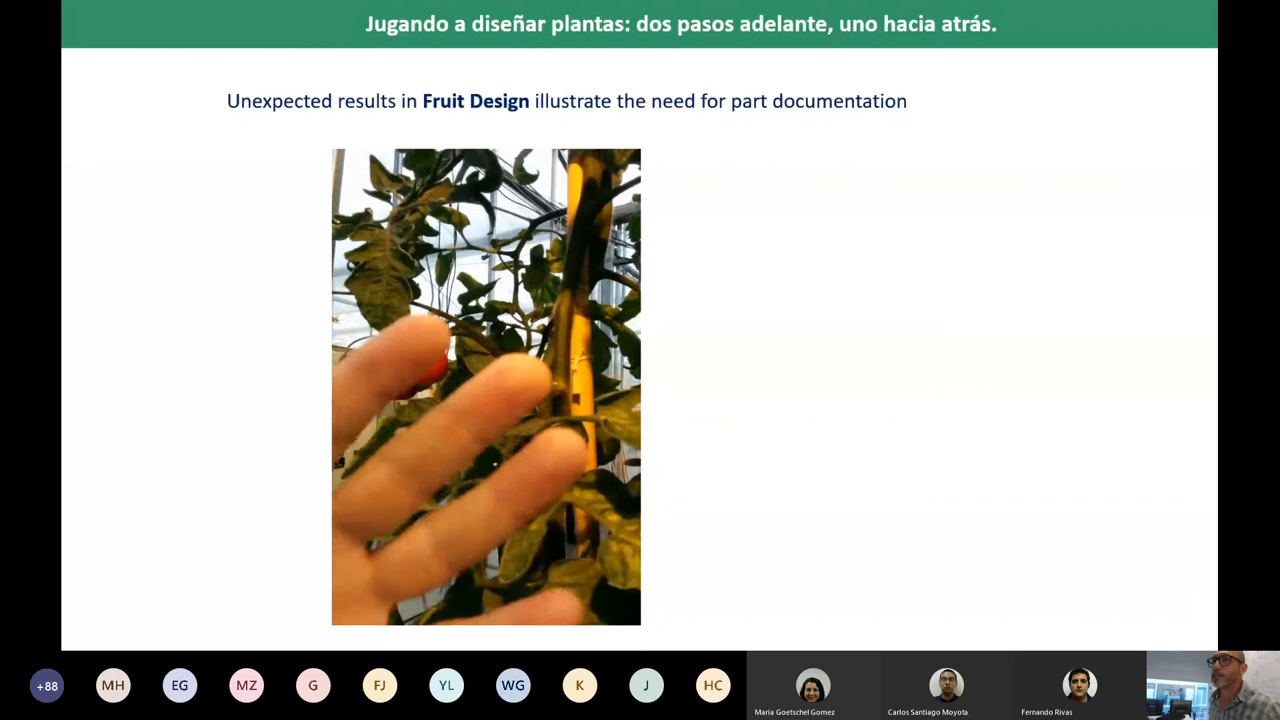 Jugando a diseñar plantas: dos pasos adelante, uno hacia atrás.
Unexpected results in Fruit Design illustrate the need for part documentation
+88
MH
EG
MZ
G
FJ
YL
WG
K
J
HC
Maria Goetschel Gomez
Carlos Santiago Moyota
Fernando Rivas